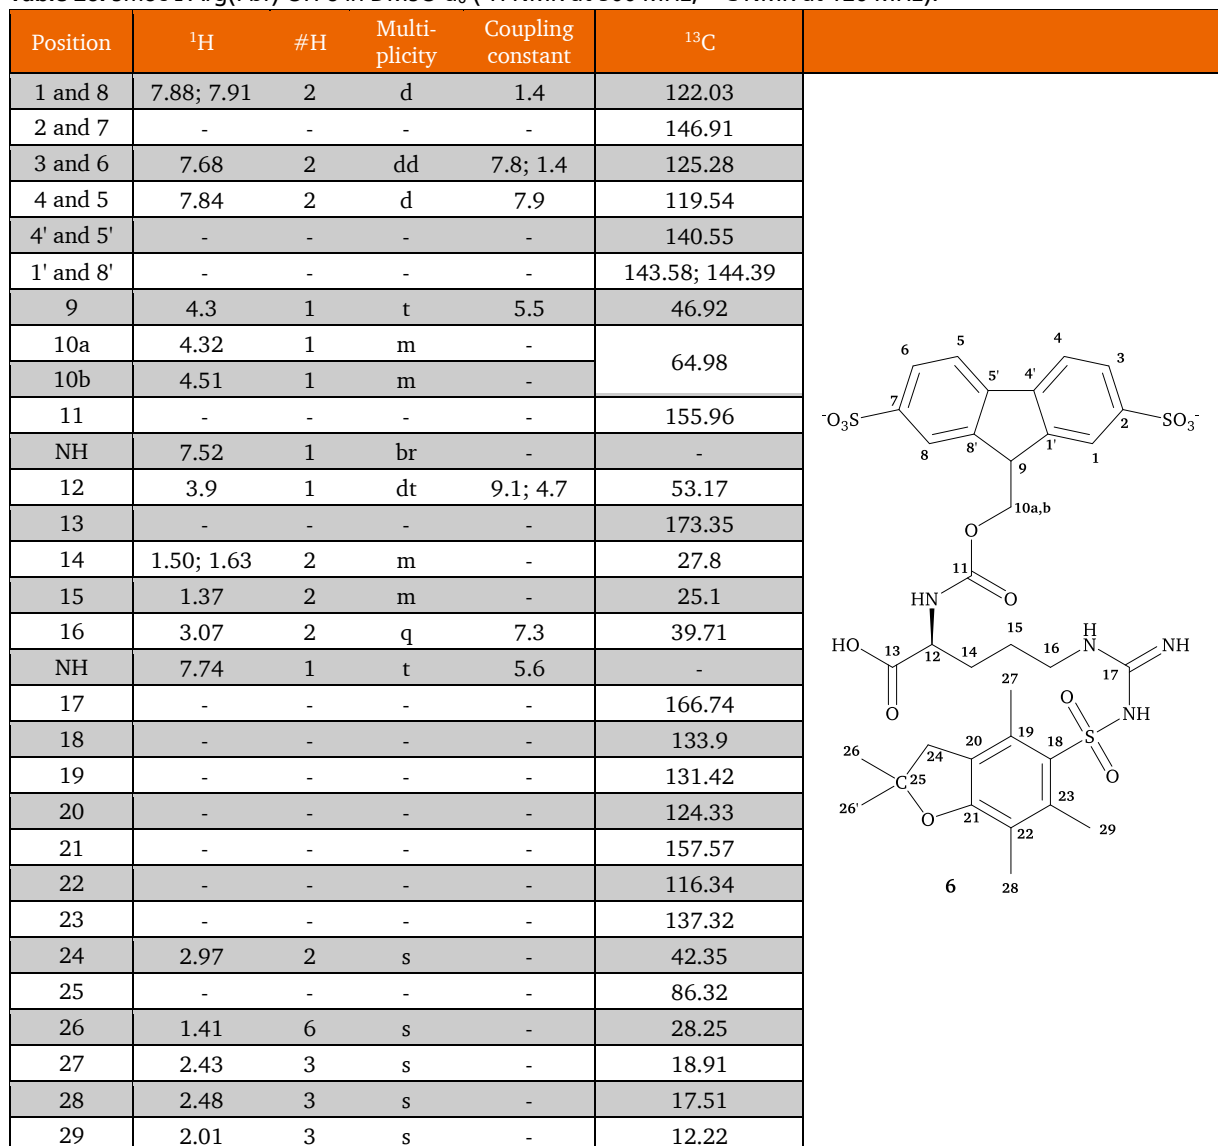 Position ¹H #H Multi-plicity Coupling constant ¹³C
1 and 8 7.88; 7.91 2 d 1.4 122.03
2 and 7 - - - - 146.91
3 and 6 7.68 2 dd 7.8; 1.4 125.28
4 and 5 7.84 2 d 7.9 119.54
4' and 5' - - - - 140.55
1' and 8' - - - - 143.58; 144.39
9 4.3 1 t 5.5 46.92
10a 4.32 1 m - 64.98
10b 4.51 1 m -
11 - - - - 155.96
NH 7.52 1 br - -
12 3.9 1 dt 9.1; 4.7 53.17
13 - - - - 173.35
14 1.50; 1.63 2 m - 27.8
15 1.37 2 m - 25.1
16 3.07 2 q 7.3 39.71
NH 7.74 1 t 5.6 -
17 - - - - 166.74
18 - - - - 133.9
19 - - - - 131.42
20 - - - - 124.33
21 - - - - 157.57
22 - - - - 116.34
23 - - - - 137.32
24 2.97 2 s - 42.35
25 - - - - 86.32
26 1.41 6 s - 28.25
27 2.43 3 s - 18.91
28 2.48 3 s - 17.51
29 2.01 3 s - 12.22
5 4
6 3
5' 4'
7 2
⁻O₃S SO₃⁻
8 8' 1' 1
9
10a,b
O
11
HN O
15 H
HO 13 12 14 16 N NH
27 17
O O NH
26 24 20 19 18 S
25 C O
26' O 21 23
22 29
6 28